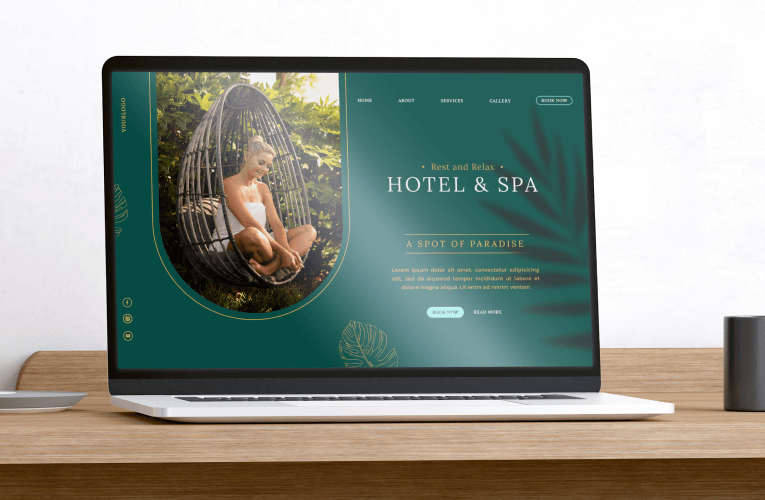 YOURLOGO
HOME ABOUT SERVICES GALLERY BOOK NOW
Rest and Relax
HOTEL & SPA
A SPOT OF PARADISE
Lorem ipsum dolor sit amet, consectetur adipisicing
elit, sed do eiusmod tempor incididunt ut labore et
dolore magna aliqua. Ut enim ad minim veniam.
BOOK NOW READ MORE